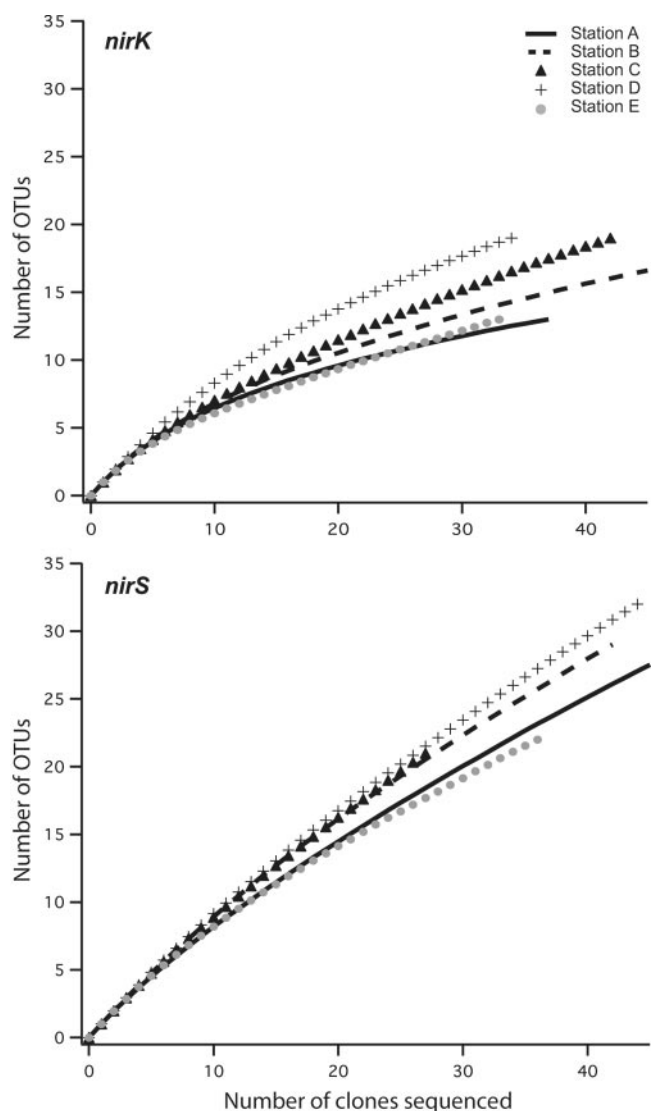 nirK
Station A
Station B
Station C
Station D
Station E
Number of OTUs
35
30
25
20
15
10
5
0
0 10 20 30 40
nirS
Number of OTUs
35
30
25
20
15
10
5
0
0 10 20 30 40
Number of clones sequenced